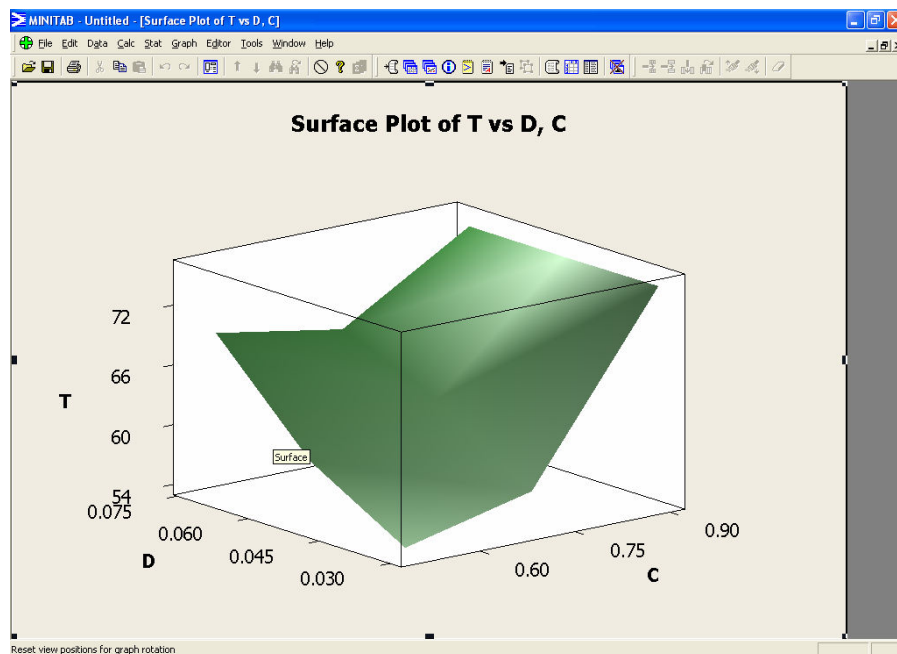 MINITAB - Untitled - [Surface Plot of T vs D, C]
File Edit Data Calc Stat Graph Editor Tools Window Help
Surface Plot of T vs D, C
72
66
T
60
Surface
54
0.075
0.060
0.045
0.030
D
0.90
0.75
0.60
C
Reset view positions for graph rotation